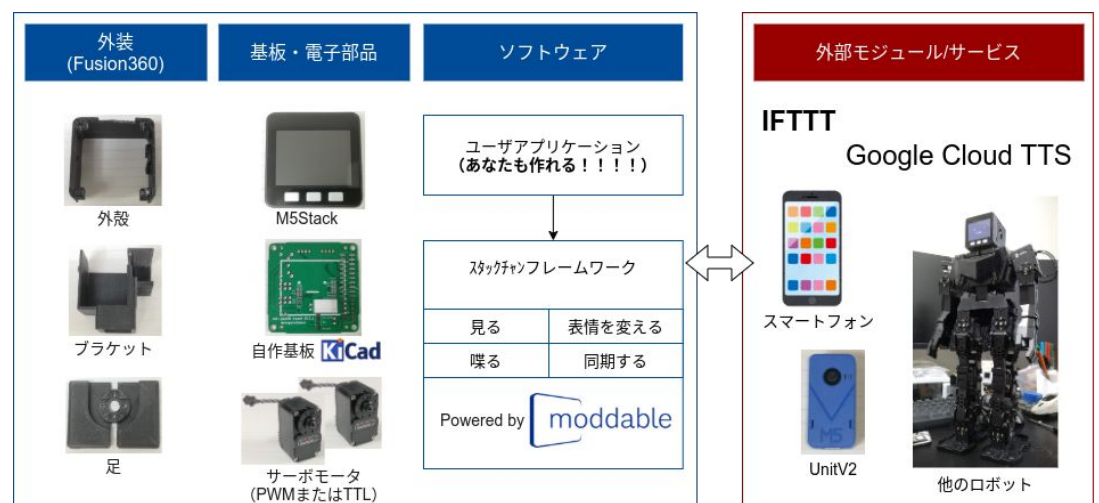 外装
(Fusion360)
外殻
ブラケット
足
基板・電子部品
M5Stack
自作基板 KiCad
サーボモータ
(PWMまたはTTL)
ソフトウェア
ユーザアプリケーション
(あなたも作れる！！！！)
ｽﾀｯｸﾁｬﾝフレームワーク
見る
表情を変える
喋る
同期する
Powered by moddable
外部モジュール/サービス
IFTTT
Google Cloud TTS
スマートフォン
M5
UnitV2
他のロボット